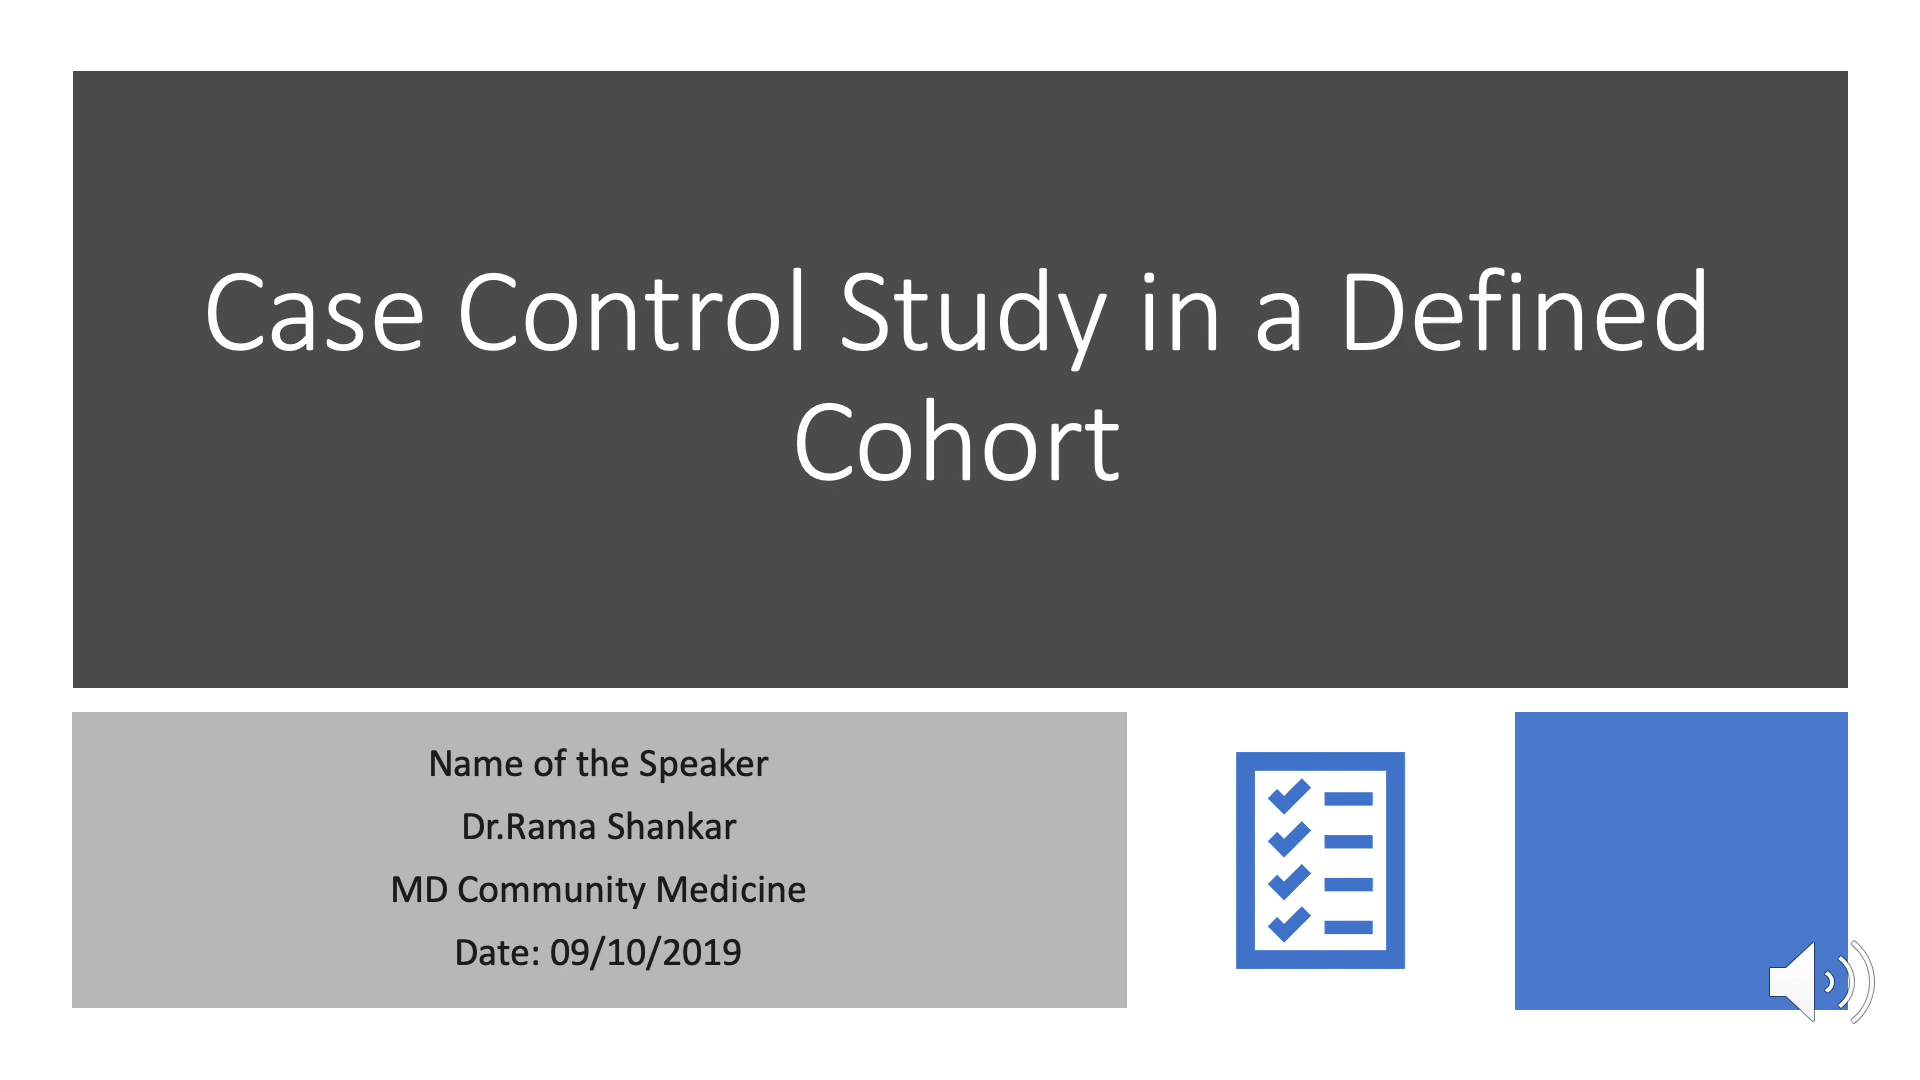 Case Control Study in a Defined
Cohort
Name of the Speaker
Dr.Rama Shankar
MD Community Medicine
Date: 09/10/2019